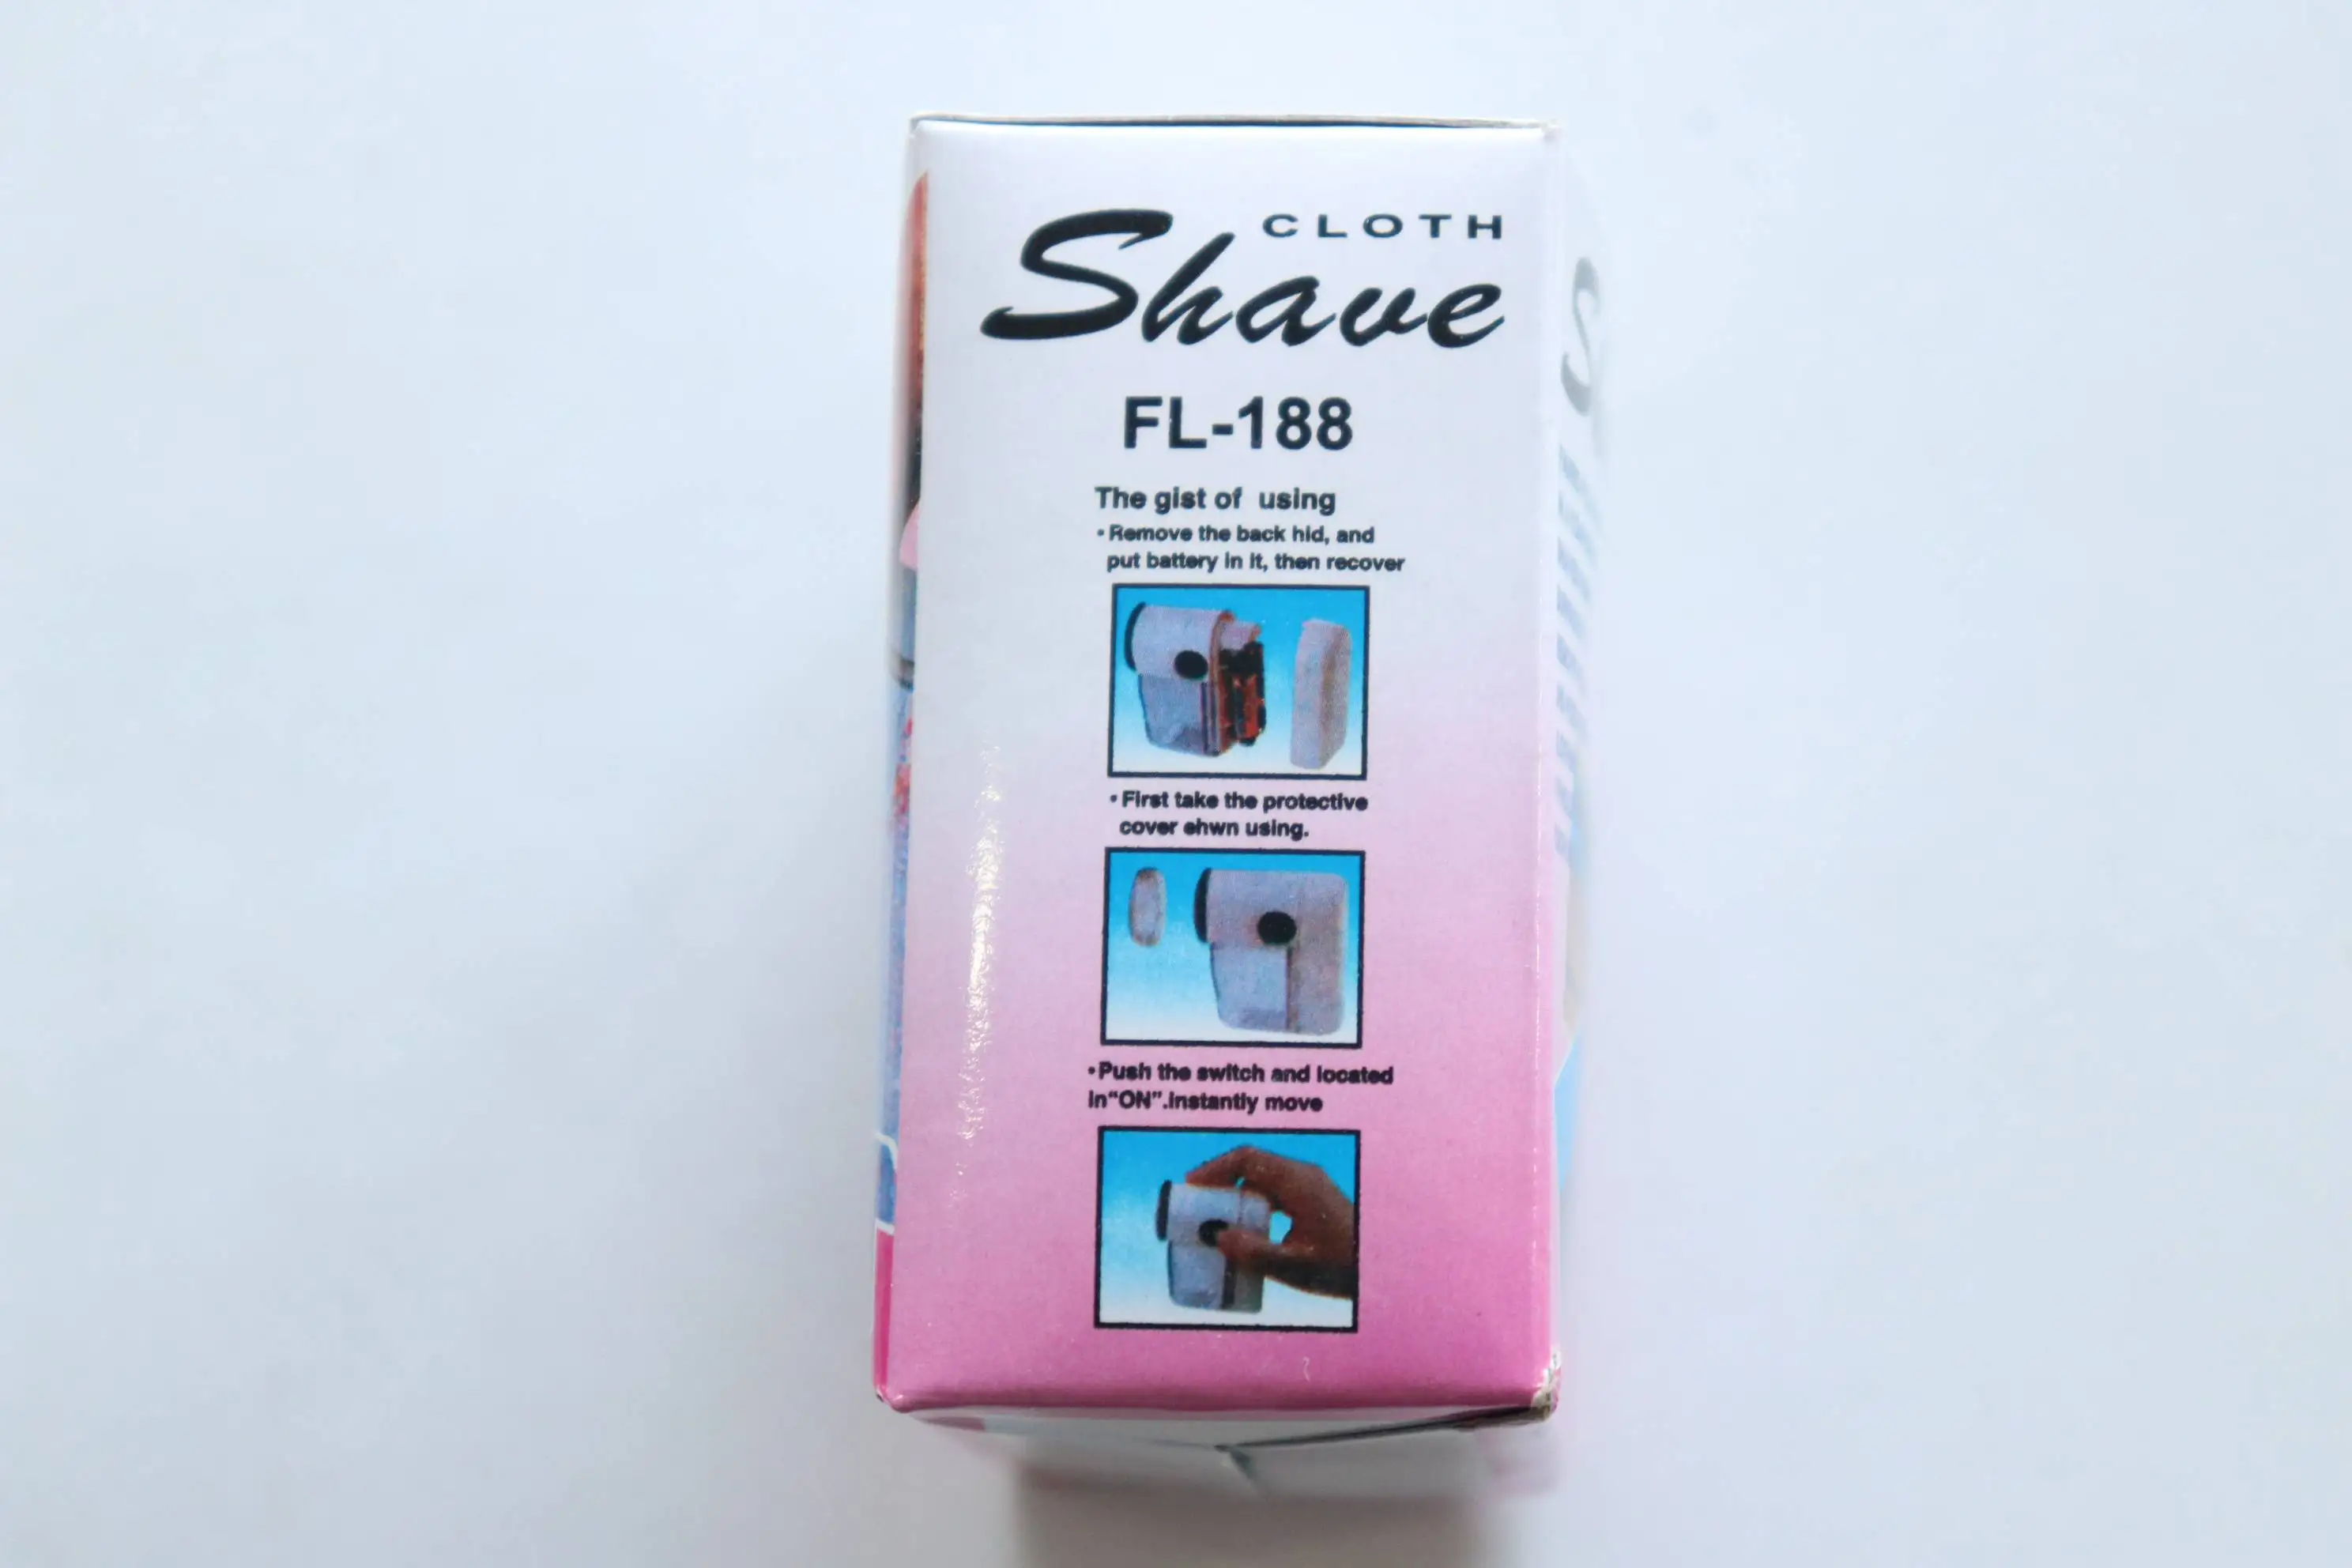 CLOTH
Shave
FL-188
The gist of using
• Remove the back hid, and
put battery in it, then recover
• First take the protective
cover ehwn using.
• Push the switch and located
in“ON”.instantly move